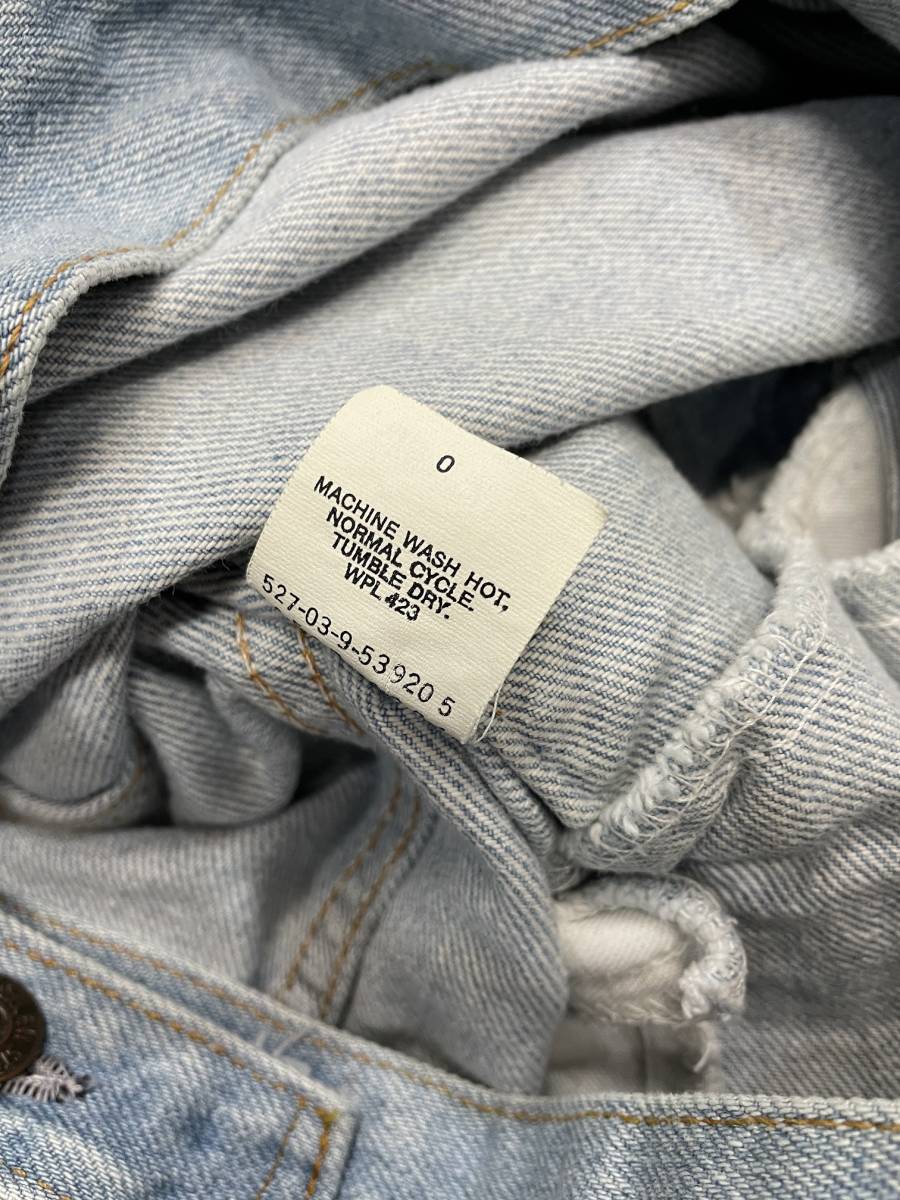 0
MACHINE WASH HOT,
NORMAL CYCLE.
TUMBLE DRY.
WPL 423
527-03-9-53920 5